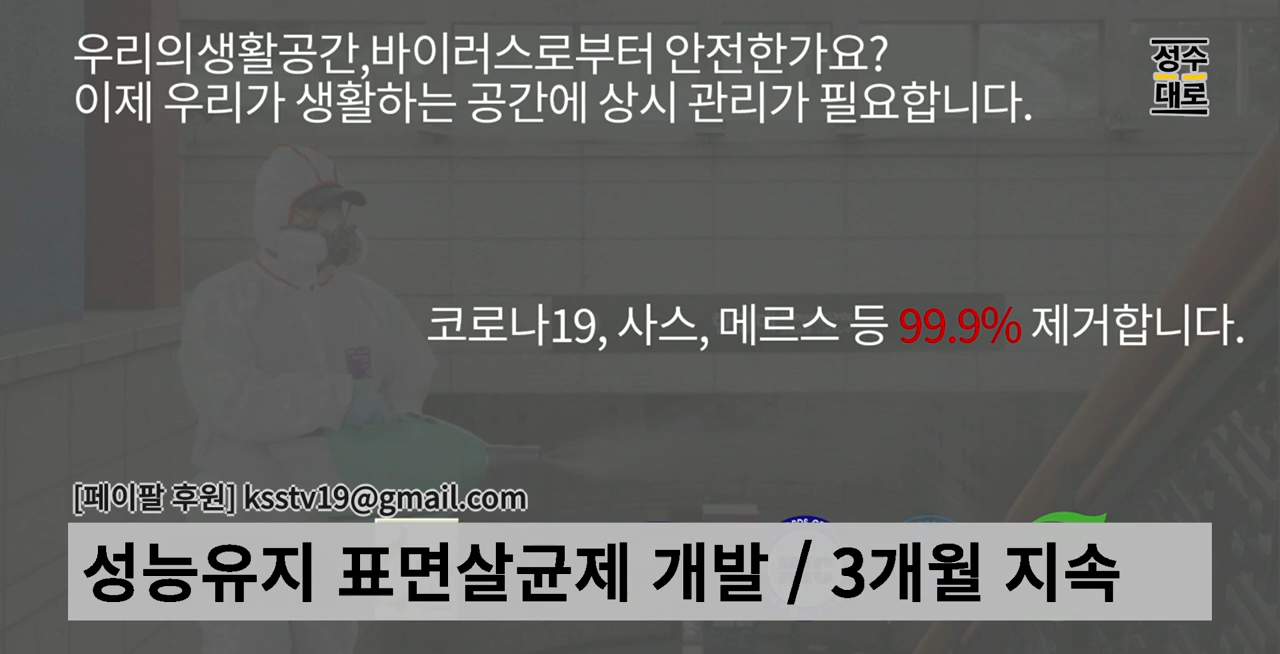 우리의생활공간,바이러스로부터 안전한가요?
이제 우리가 생활하는 공간에 상시 관리가 필요합니다.
성수
대로
코로나19, 사스, 메르스 등 99.9% 제거합니다.
[페이팔 후원] ksstv19@gmail.com
성능유지 표면살균제 개발 / 3개월 지속